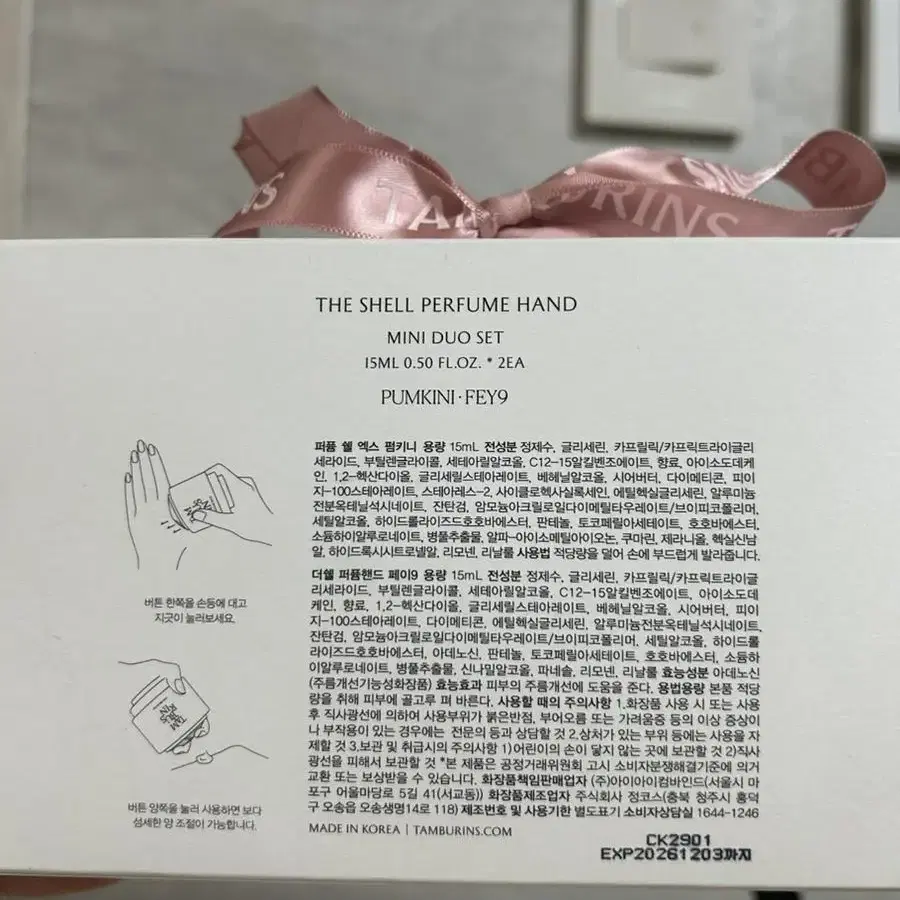 TAMBURINS
THE SHELL PERFUME HAND
MINI DUO SET
15ML 0.50 FL.OZ. * 2EA
PUMKINI·FEY9
퍼퓸 쉘 엑스 펌키니 용량 15mL 전성분 정제수, 글리세린, 카프릴릭/카프릭트라이글리
세라이드, 부틸렌글라이콜, 세테아릴알코올, C12-15알킬벤조에이트, 향료, 아이소도데케
인, 1,2-헥산다이올, 글리세릴스테아레이트, 베헤닐알코올, 시어버터, 다이메티콘, 피이
지-100스테아레이트, 스테아레스-2, 사이클로헥사실록세인, 에틸헥실글리세린, 알루미늄
전분옥테닐석시네이트, 잔탄검, 암모늄아크릴로일다이메틸타우레이트/브이피코폴리머,
세틸알코올, 하이드롤라이즈드호호바에스터, 판테놀, 토코페릴아세테이트, 호호바에스터,
소듐하이알루로네이트, 병풀추출물, 알파-아이소메틸아이오논, 쿠마린, 제라니올, 헥실신남
알, 하이드록시시트로넬알, 리모넨, 리날룰 사용법 적당량을 덜어 손에 부드럽게 발라줍니다.
더쉘 퍼퓸핸드 페이9 용량 15mL 전성분 정제수, 글리세린, 카프릴릭/카프릭트라이글
리세라이드, 부틸렌글라이콜, 세테아릴알코올, C12-15알킬벤조에이트, 아이소도데
케인, 향료, 1,2-헥산다이올, 글리세릴스테아레이트, 베헤닐알코올, 시어버터, 피이
지-100스테아레이트, 다이메티콘, 에틸헥실글리세린, 알루미늄전분옥테닐석시네이트,
잔탄검, 암모늄아크릴로일다이메틸타우레이트/브이피코폴리머, 세틸알코올, 하이드롤
라이즈드호호바에스터, 아데노신, 판테놀, 토코페릴아세테이트, 호호바에스터, 소듐하
이알루로네이트, 병풀추출물, 신나밀알코올, 파네솔, 리모넨, 리날룰 효능성분 아데노신
(주름개선기능성화장품) 효능효과 피부의 주름개선에 도움을 준다. 용법용량 본품 적당
량을 취해 피부에 골고루 펴 바른다. 사용할 때의 주의사항 1.화장품 사용 시 또는 사용
후 직사광선에 의하여 사용부위가 붉은반점, 부어오름 또는 가려움증 등의 이상 증상이
나 부작용이 있는 경우에는 전문의 등과 상담할 것 2.상처가 있는 부위 등에는 사용을 자
제할 것 3.보관 및 취급시의 주의사항 1)어린이의 손이 닿지 않는 곳에 보관할 것 2)직사
광선을 피해서 보관할 것 *본 제품은 공정거래위원회 고시 소비자분쟁해결기준에 의거
교환 또는 보상받을 수 있습니다. 화장품책임판매업자 (주)아이아이컴바인드(서울시 마
포구 어울마당로 5길 41(서교동)) 화장품제조업자 주식회사 정코스(충북 청주시 흥덕
구 오송읍 오송생명14로 118) 제조번호 및 사용기한 별도표기 소비자상담실 1644-1246
MADE IN KOREA | TAMBURINS.COM
CK2901
EXP20261203까지
버튼 한쪽을 손등에 대고
지긋이 눌러보세요.
버튼 양쪽을 눌러 사용하면 보다
섬세한 양 조절이 가능합니다.